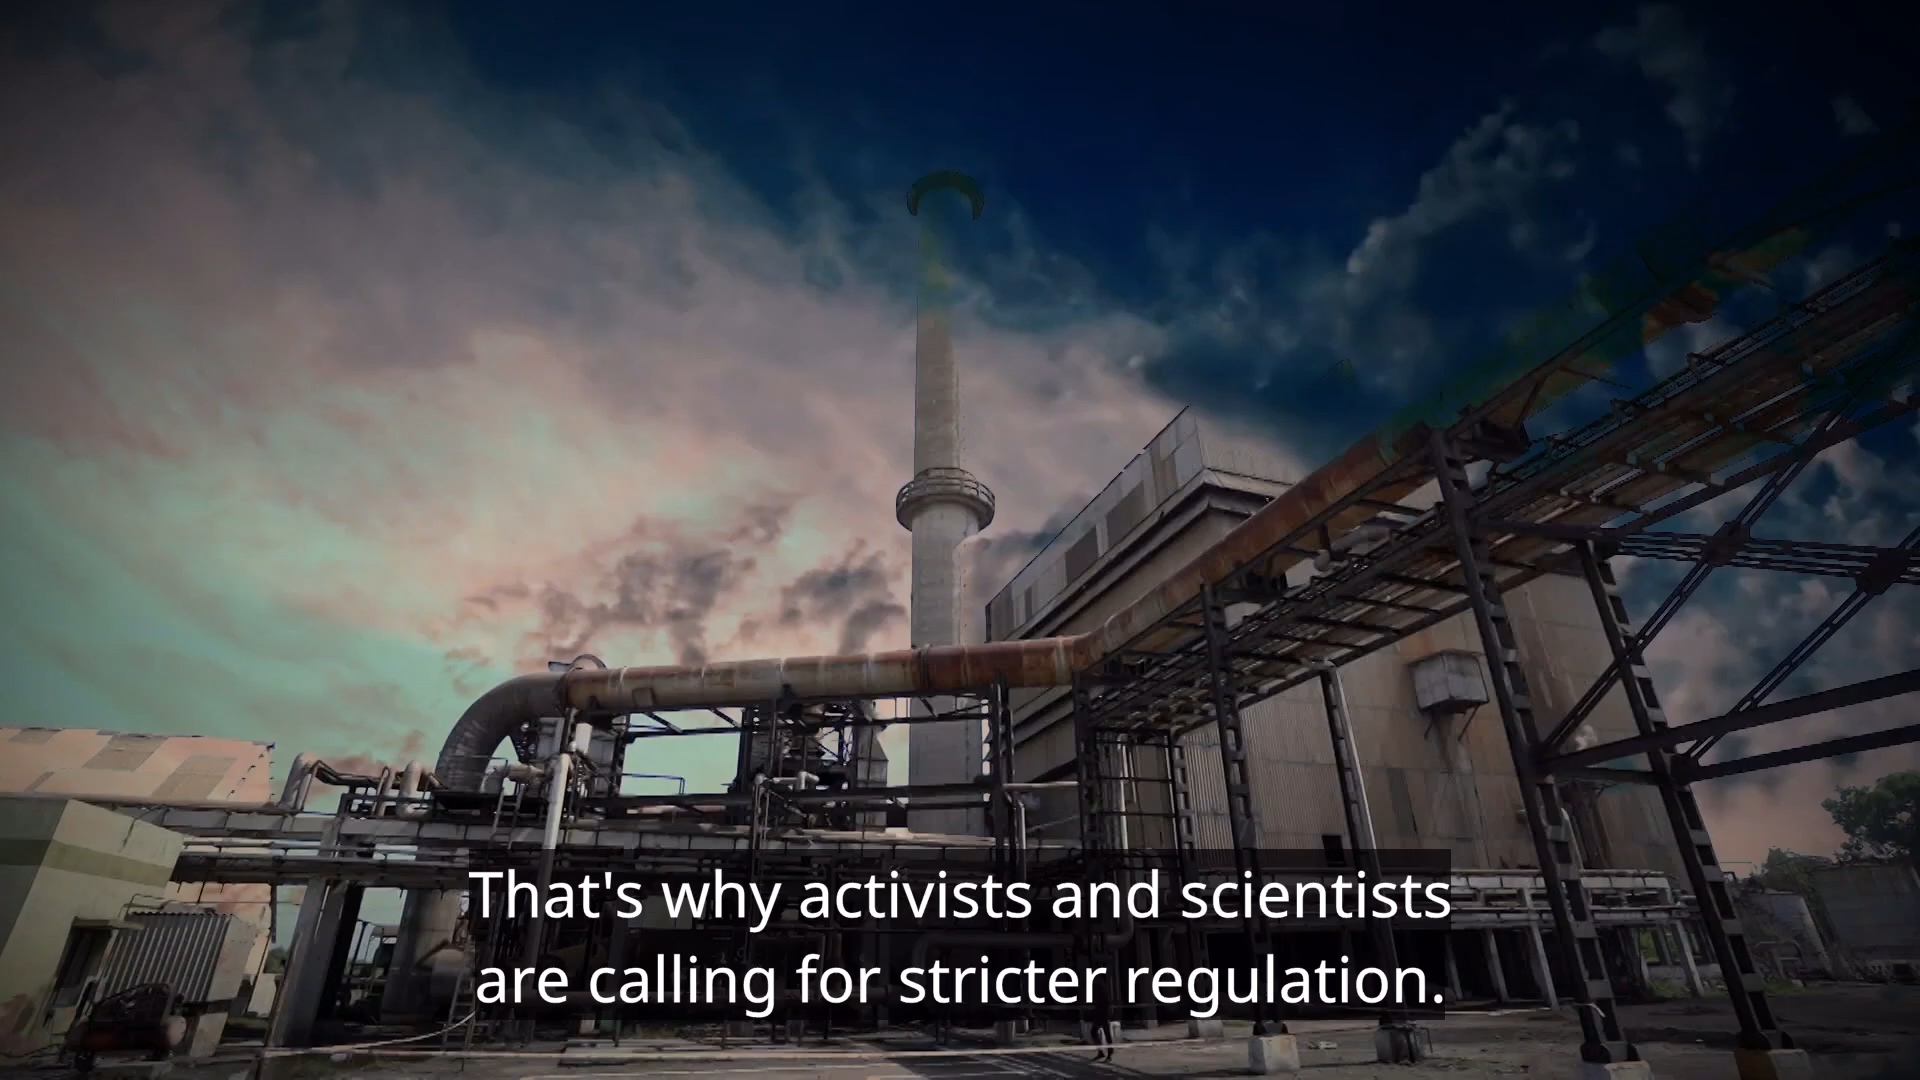 That's why activists and scientists
are calling for stricter regulation.